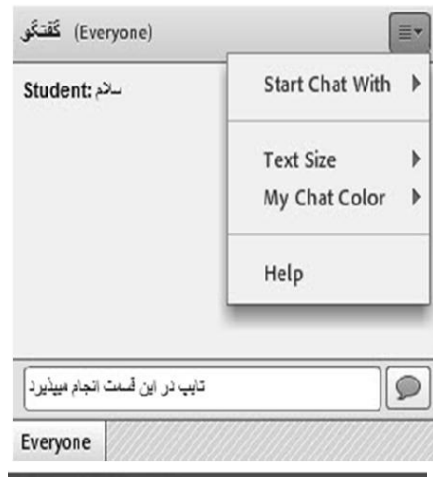 گفتگو (Everyone)
Student: سلام
Start Chat With
Text Size
My Chat Color
Help
تایپ در این قسمت انجام میپذیرد
Everyone